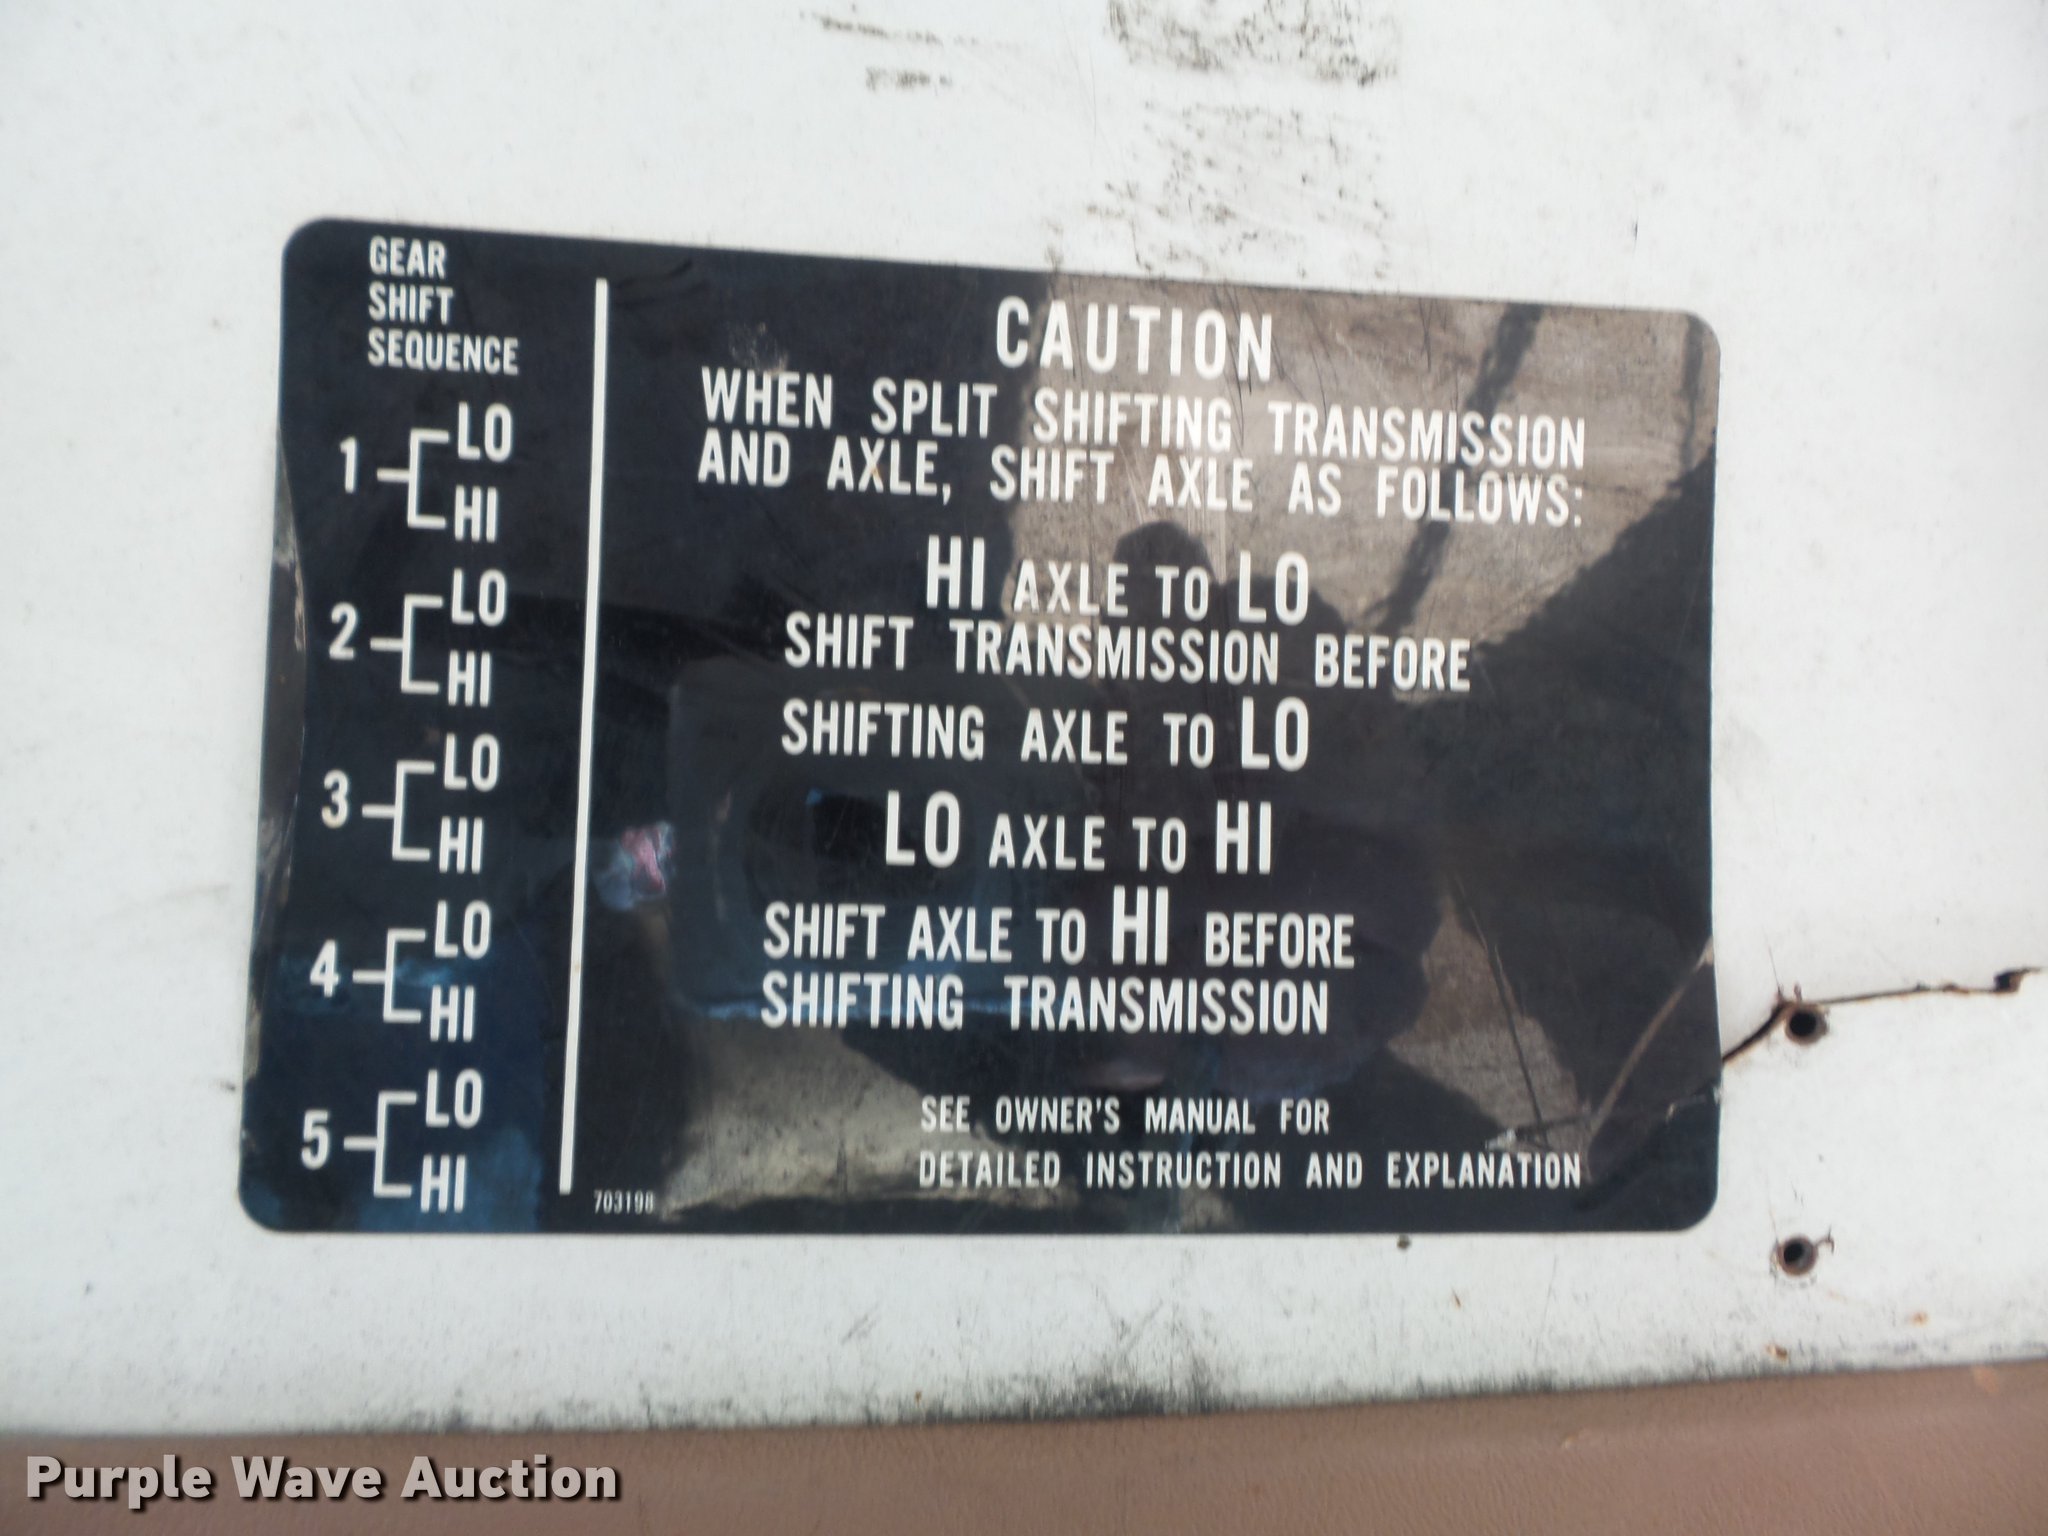 GEAR
SHIFT
SEQUENCE
1 LO
HI
2 LO
HI
3 LO
HI
4 LO
HI
5 LO
HI
CAUTION
WHEN SPLIT SHIFTING TRANSMISSION
AND AXLE, SHIFT AXLE AS FOLLOWS:
HI AXLE TO LO
SHIFT TRANSMISSION BEFORE
SHIFTING AXLE TO LO
LO AXLE TO HI
SHIFT AXLE TO HI BEFORE
SHIFTING TRANSMISSION
SEE OWNER'S MANUAL FOR
DETAILED INSTRUCTION AND EXPLANATION
703198
Purple Wave Auction